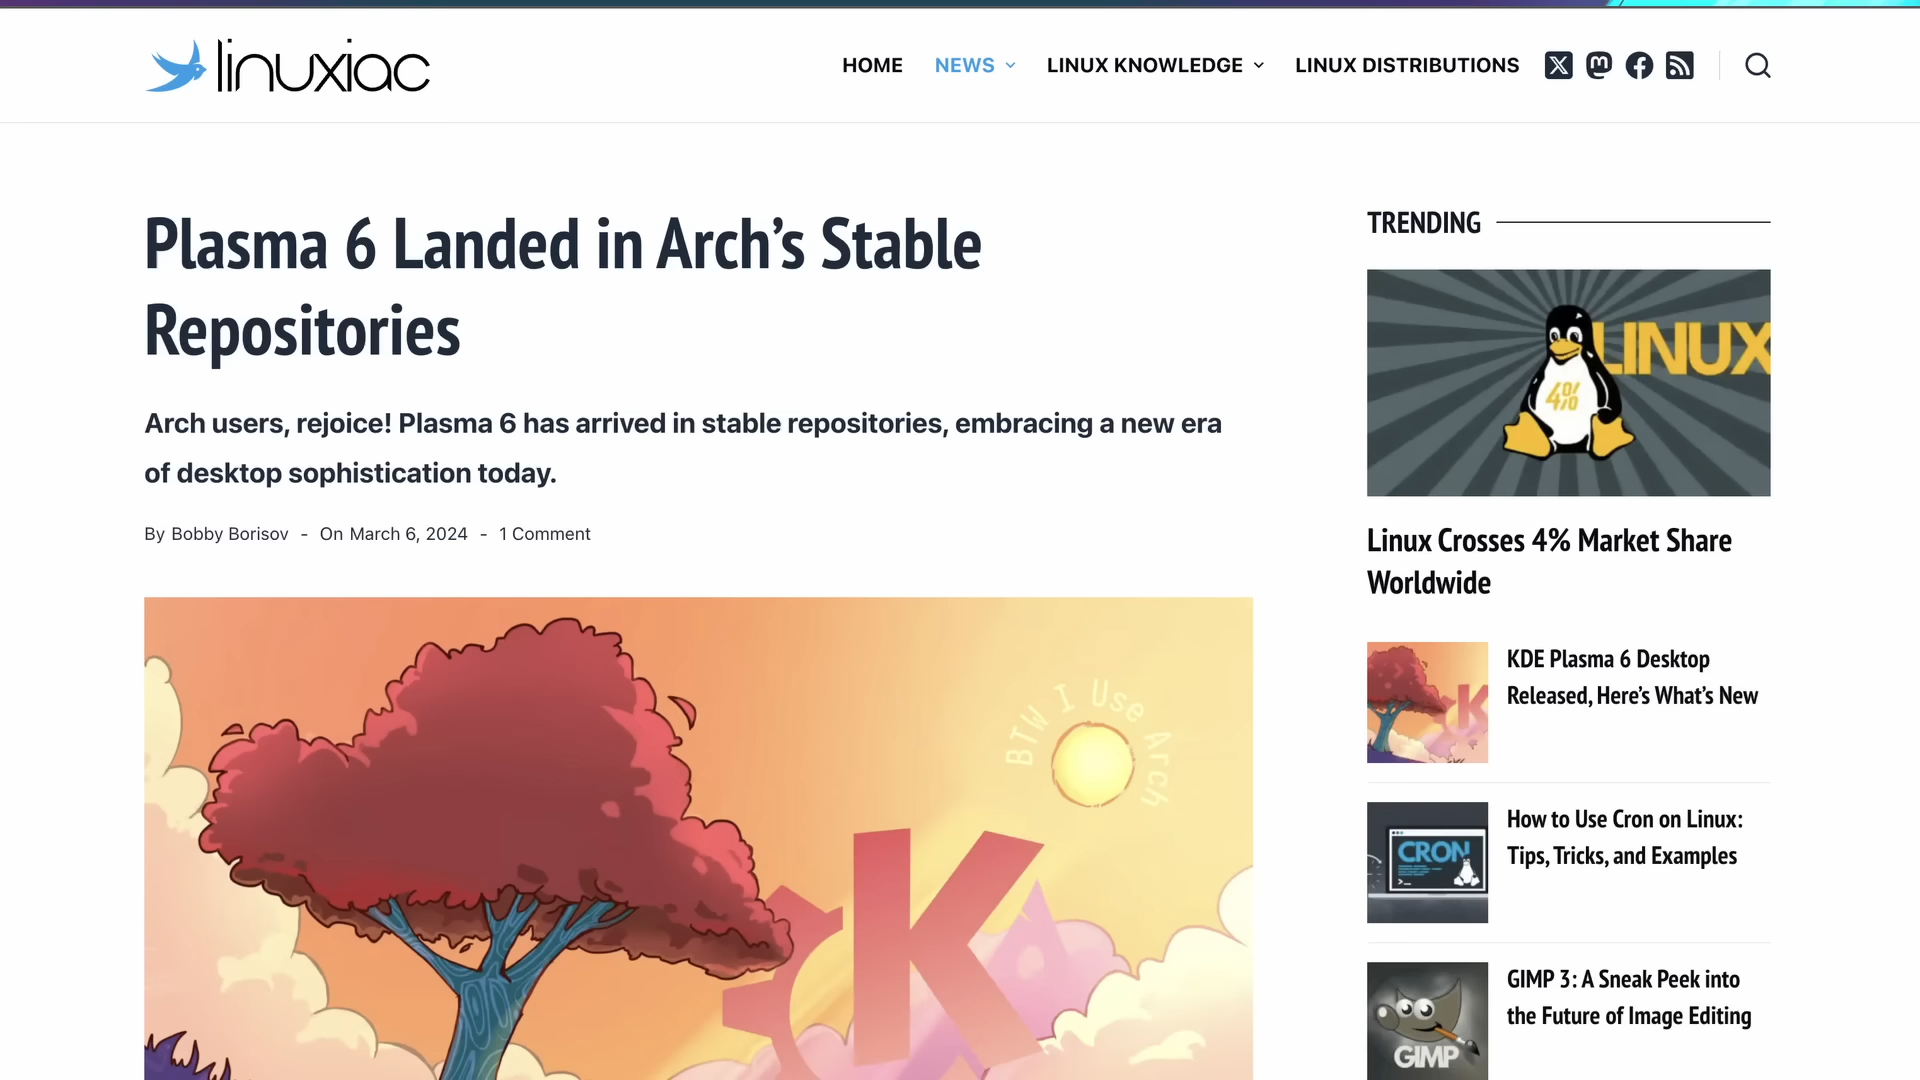 linuxiac
HOME NEWS LINUX KNOWLEDGE LINUX DISTRIBUTIONS
Plasma 6 Landed in Arch’s Stable
Repositories
Arch users, rejoice! Plasma 6 has arrived in stable repositories, embracing a new era
of desktop sophistication today.
By Bobby Borisov - On March 6, 2024 - 1 Comment
BTW I Use Arch
K
TRENDING
LINUX
4%
Linux Crosses 4% Market Share
Worldwide
K
KDE Plasma 6 Desktop
Released, Here’s What’s New
CRON
>_
How to Use Cron on Linux:
Tips, Tricks, and Examples
GIMP
GIMP 3: A Sneak Peek into
the Future of Image Editing